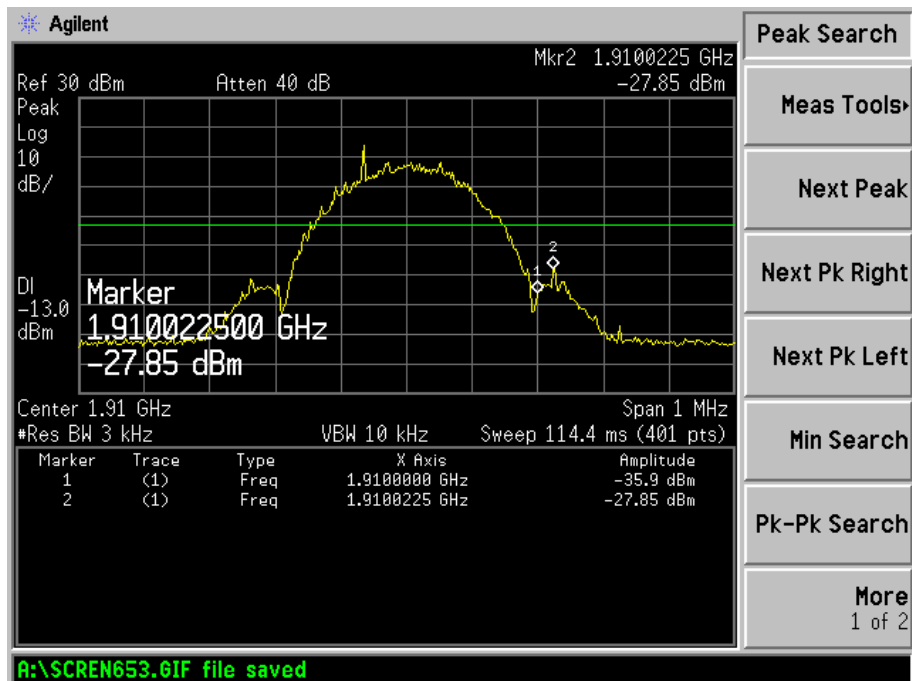 Agilent
Peak Search
Mkr2 1.9100225 GHz
Ref 30 dBm Atten 40 dB -27.85 dBm
Peak
Log
10
dB/
Meas Tools
Next Peak
2
1
Next Pk Right
DI
-13.0
dBm
Marker
1.910022500 GHz
-27.85 dBm
Next Pk Left
Center 1.91 GHz Span 1 MHz
#Res BW 3 kHz VBW 10 kHz Sweep 114.4 ms (401 pts)
Min Search
Marker Trace Type X Axis Amplitude
1 (1) Freq 1.9100000 GHz -35.9 dBm
2 (1) Freq 1.9100225 GHz -27.85 dBm
Pk-Pk Search
More
1 of 2
A:\SCREN653.GIF file saved